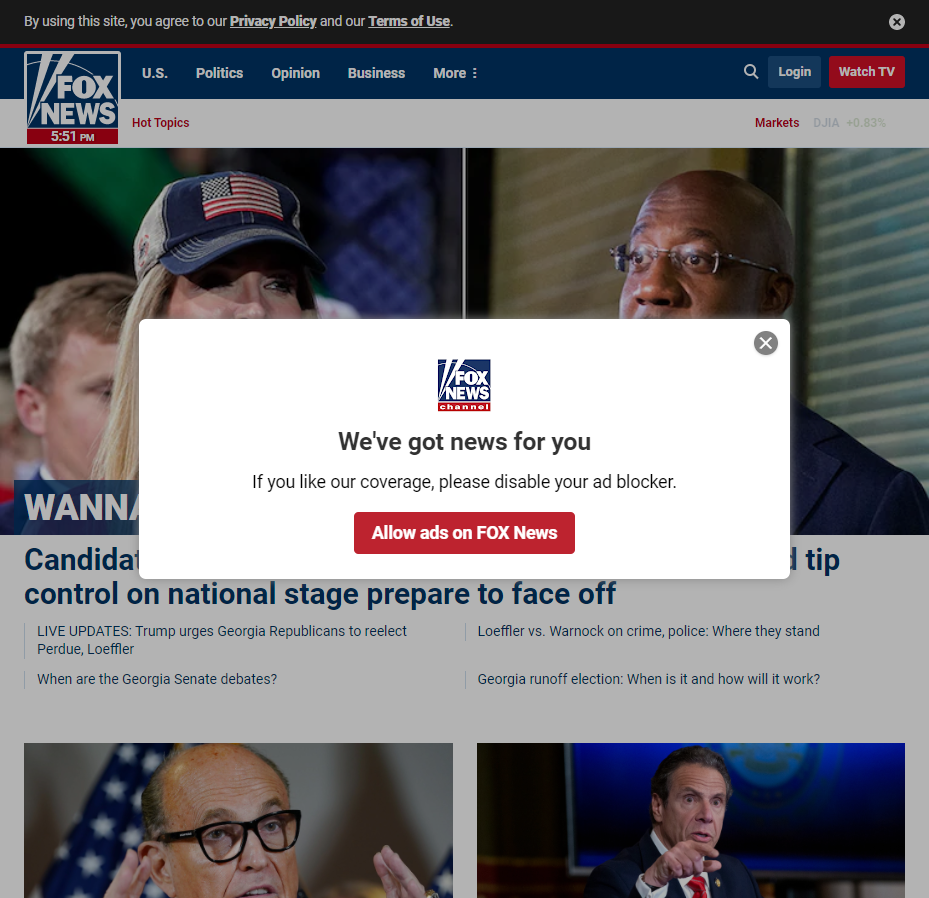 By using this site, you agree to our Privacy Policy and our Terms of Use.
FOX NEWS
5:51 PM
U.S. Politics Opinion Business More Login Watch TV
Hot Topics Markets DJIA +0.83%
FOX NEWS channel
We've got news for you
If you like our coverage, please disable your ad blocker.
Allow ads on FOX News
WANNA
Candidat d tip
control on national stage prepare to face off
LIVE UPDATES: Trump urges Georgia Republicans to reelect
Perdue, Loeffler
Loeffler vs. Warnock on crime, police: Where they stand
When are the Georgia Senate debates?
Georgia runoff election: When is it and how will it work?